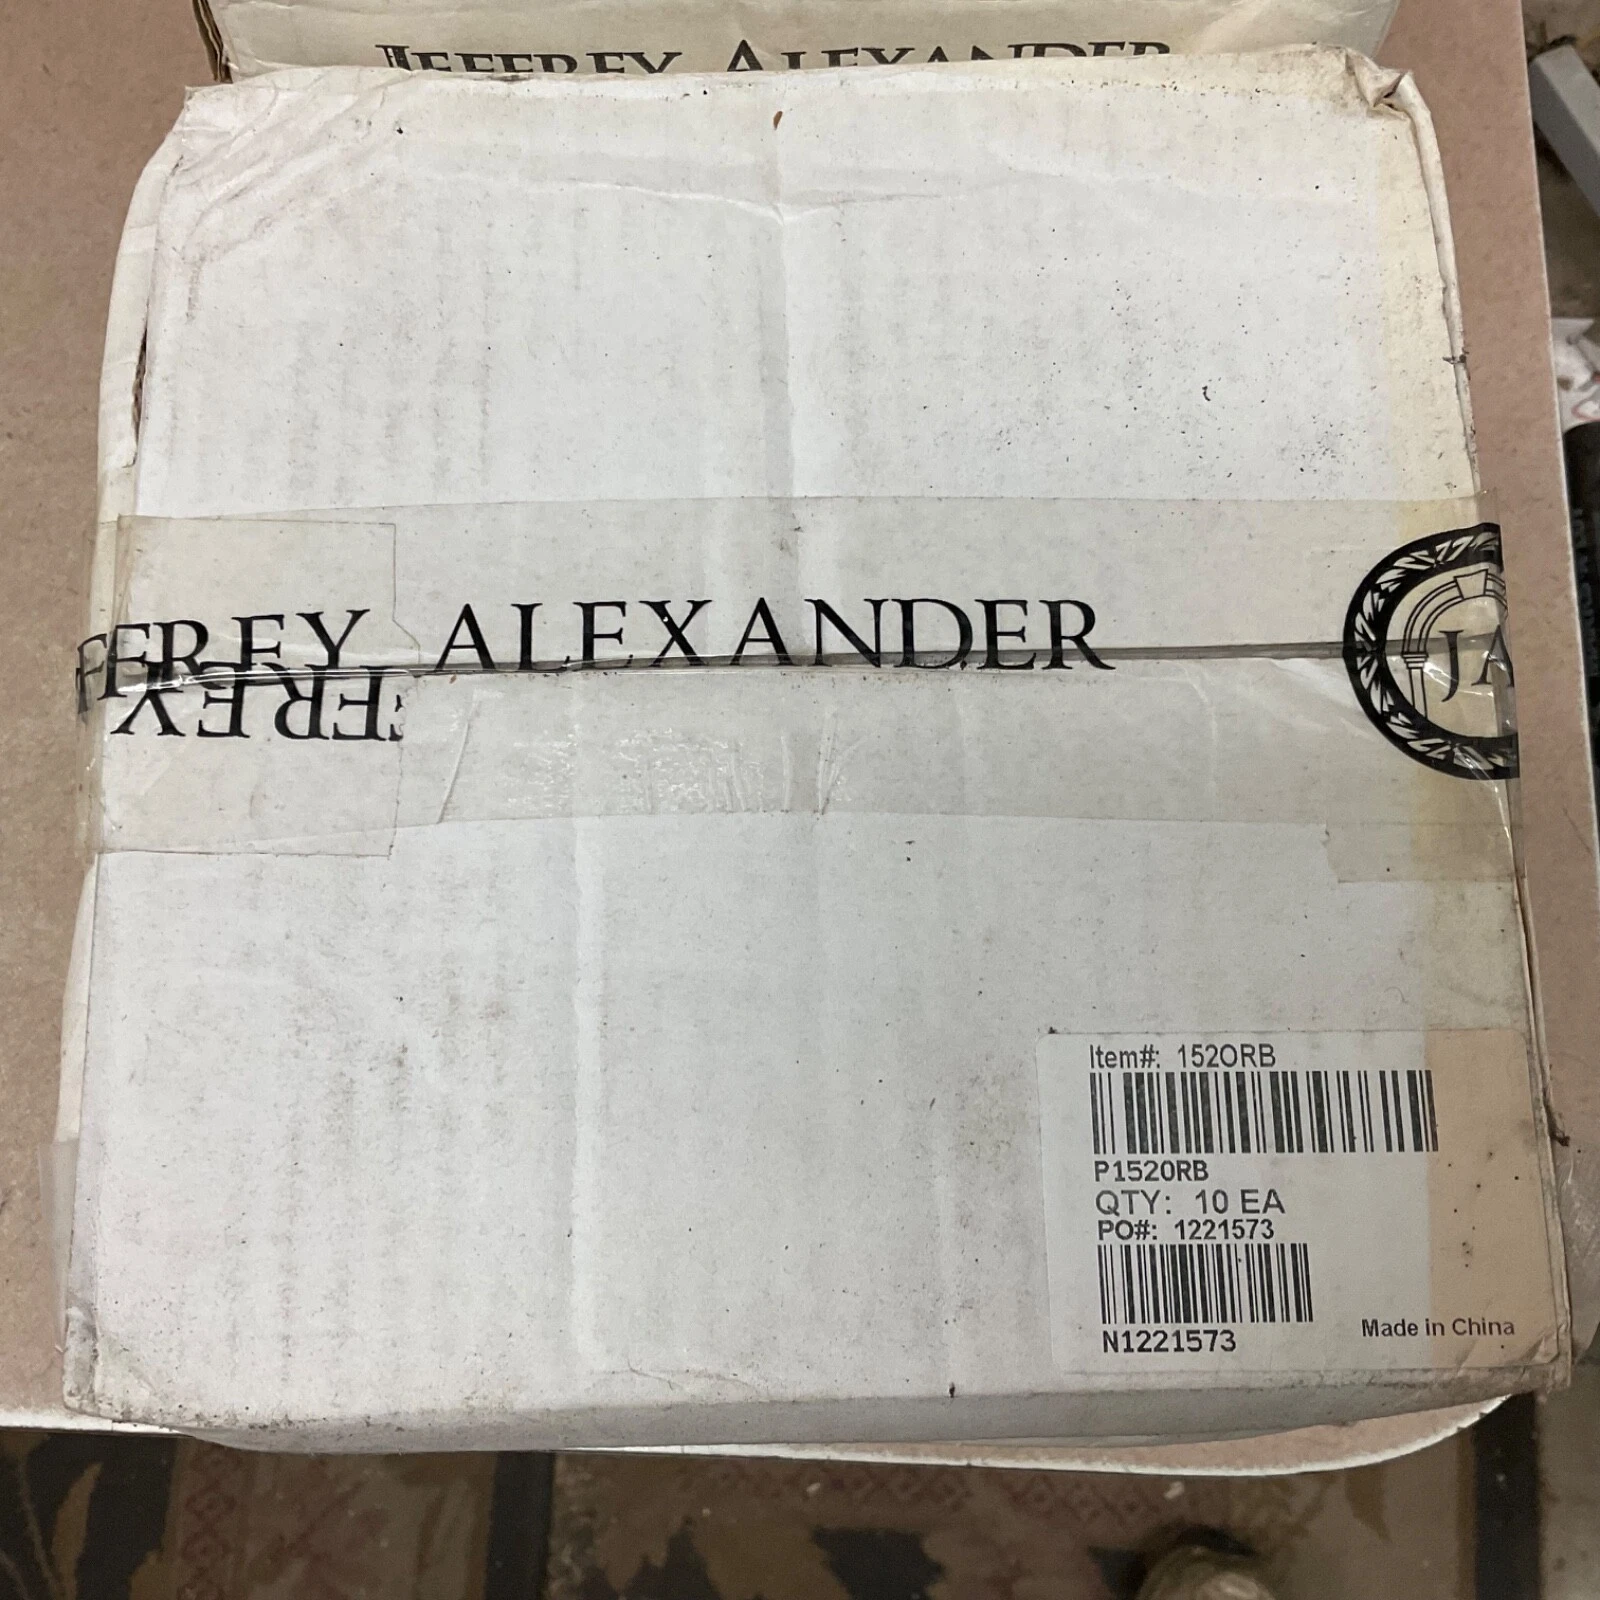 JEFFREY ALEXANDER
FFREY ALEXANDER
JA
FREY
Item#: 152ORB
P152ORB
QTY: 10 EA
PO#: 1221573
N1221573
Made in China